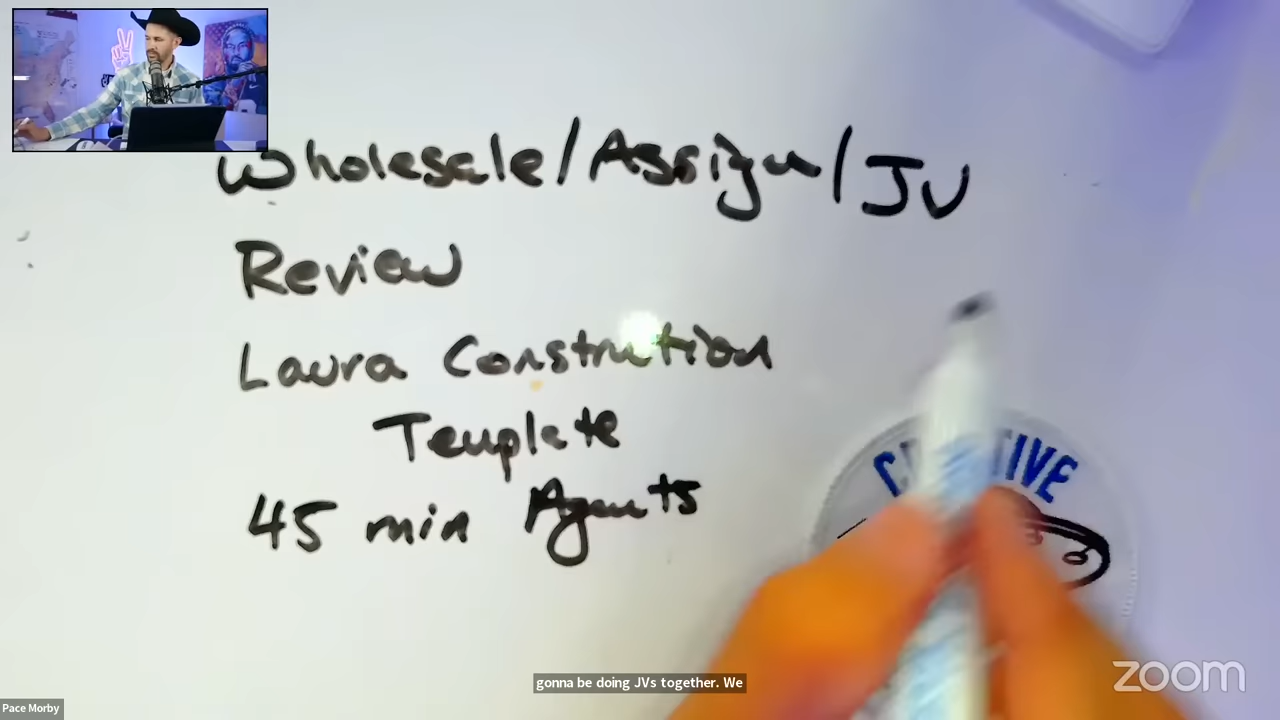 Wholesale/Assign/JV
Review
Laura Construction
Template
45 min Agents
TIVE
gonna be doing JVs together. We
zoom
Pace Morby